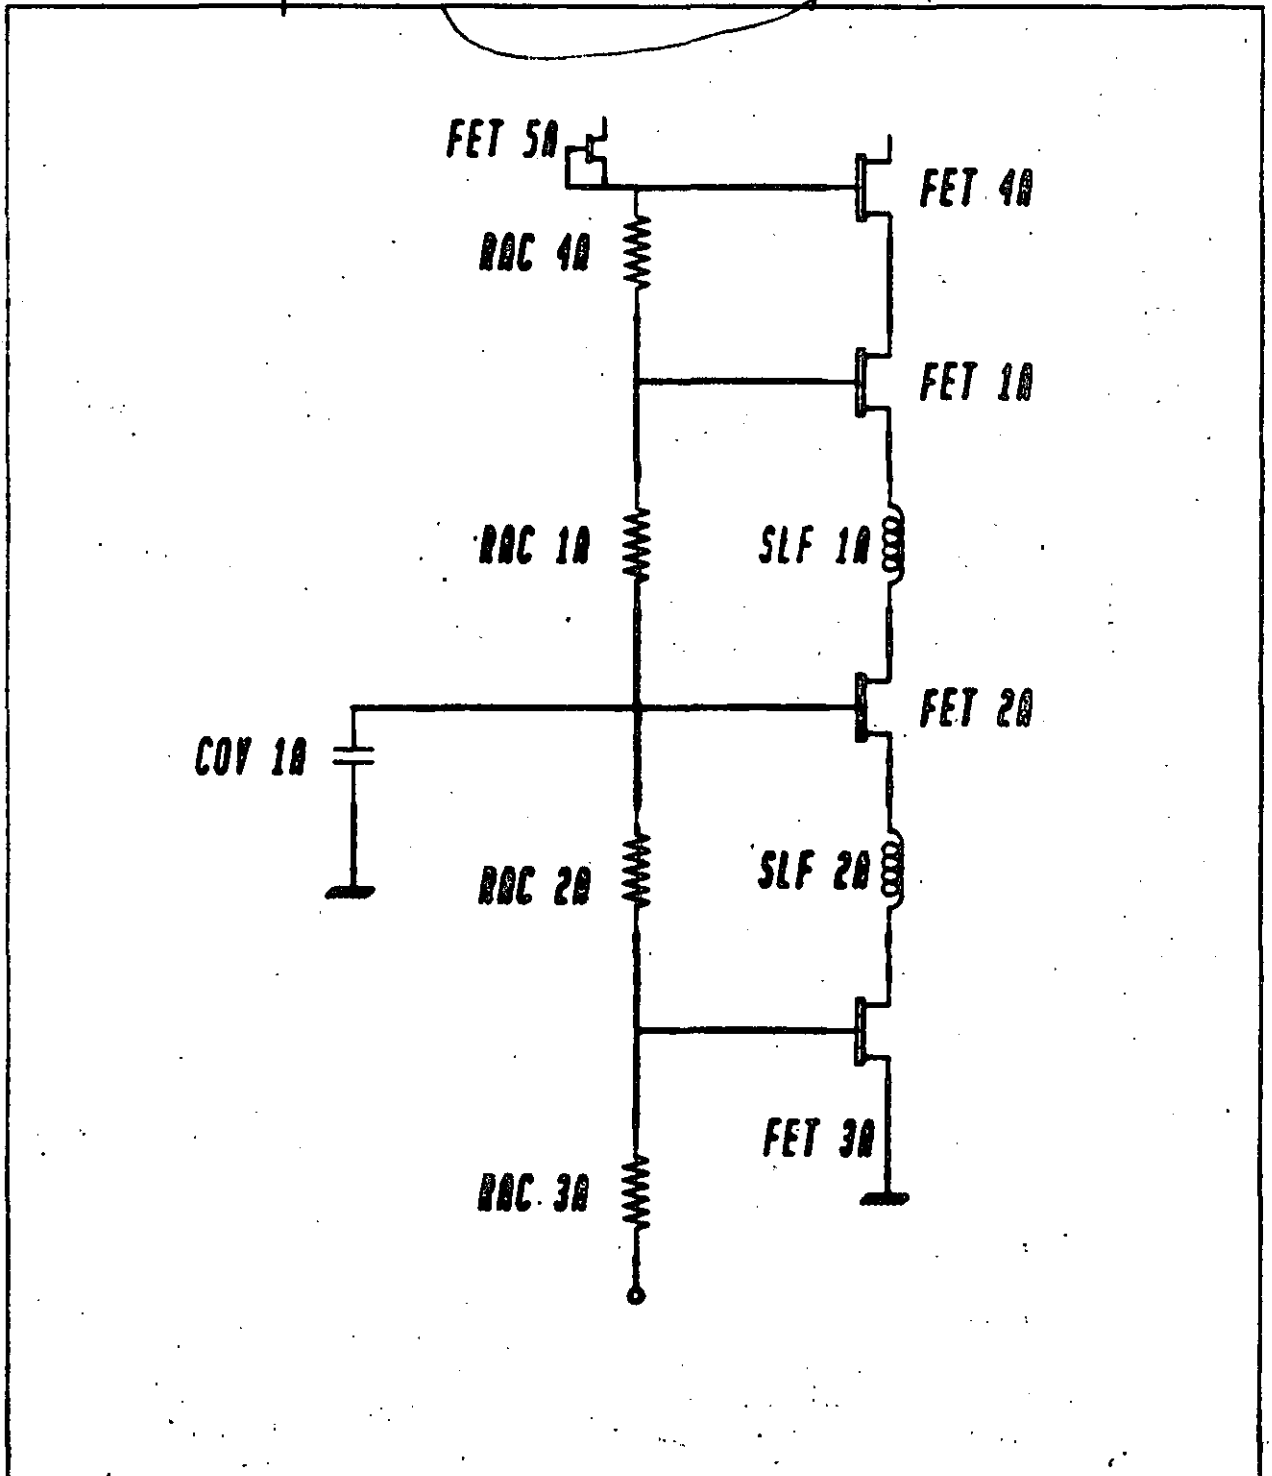 FET 5A
FET 4A
RAC 4A
FET 1A
RAC 1A
SLF 1A
FET 2A
COV 1A
RAC 2A
SLF 2A
FET 3A
RAC 3A